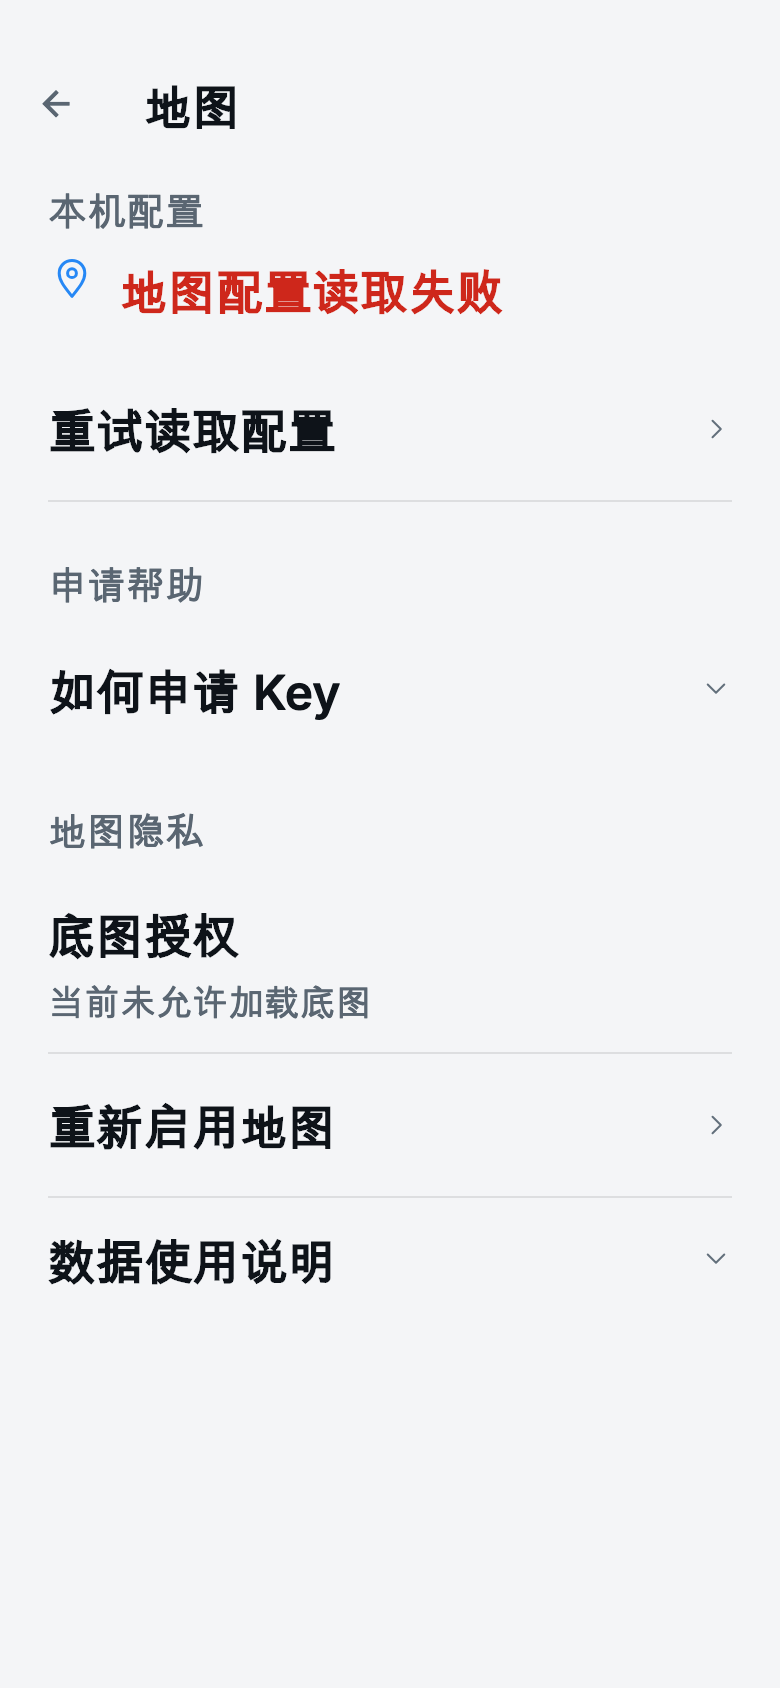 地图
本机配置
地图配置读取失败
重试读取配置
申请帮助
如何申请 Key
地图隐私
底图授权
当前未允许加载底图
重新启用地图
数据使用说明